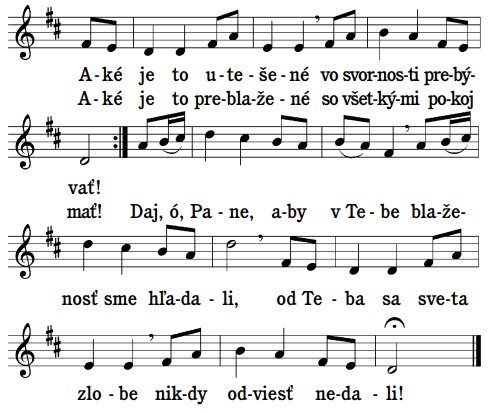 A - ké je to u - te - še - né vo svor - nos - ti pre - bý-
A - ké je to pre - bla - že - né so všet - ký - mi po - koj
vať!
mať! Daj, ó, Pa - ne, a - by v Te - be bla - že-
nosť sme hľa - da - li, od Te - ba sa sve - ta
zlo - be nik - dy od - viesť ne - da - li!